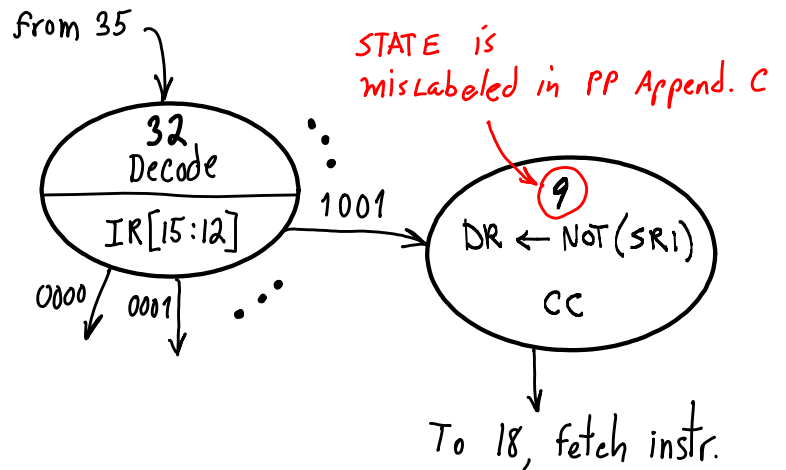 from 35
STATE is
misLabeled in PP Append. C
32
Decode
IR[15:12]
1001
0000
0001
9
DR ← NOT(SR1)
CC
To 18, fetch instr.